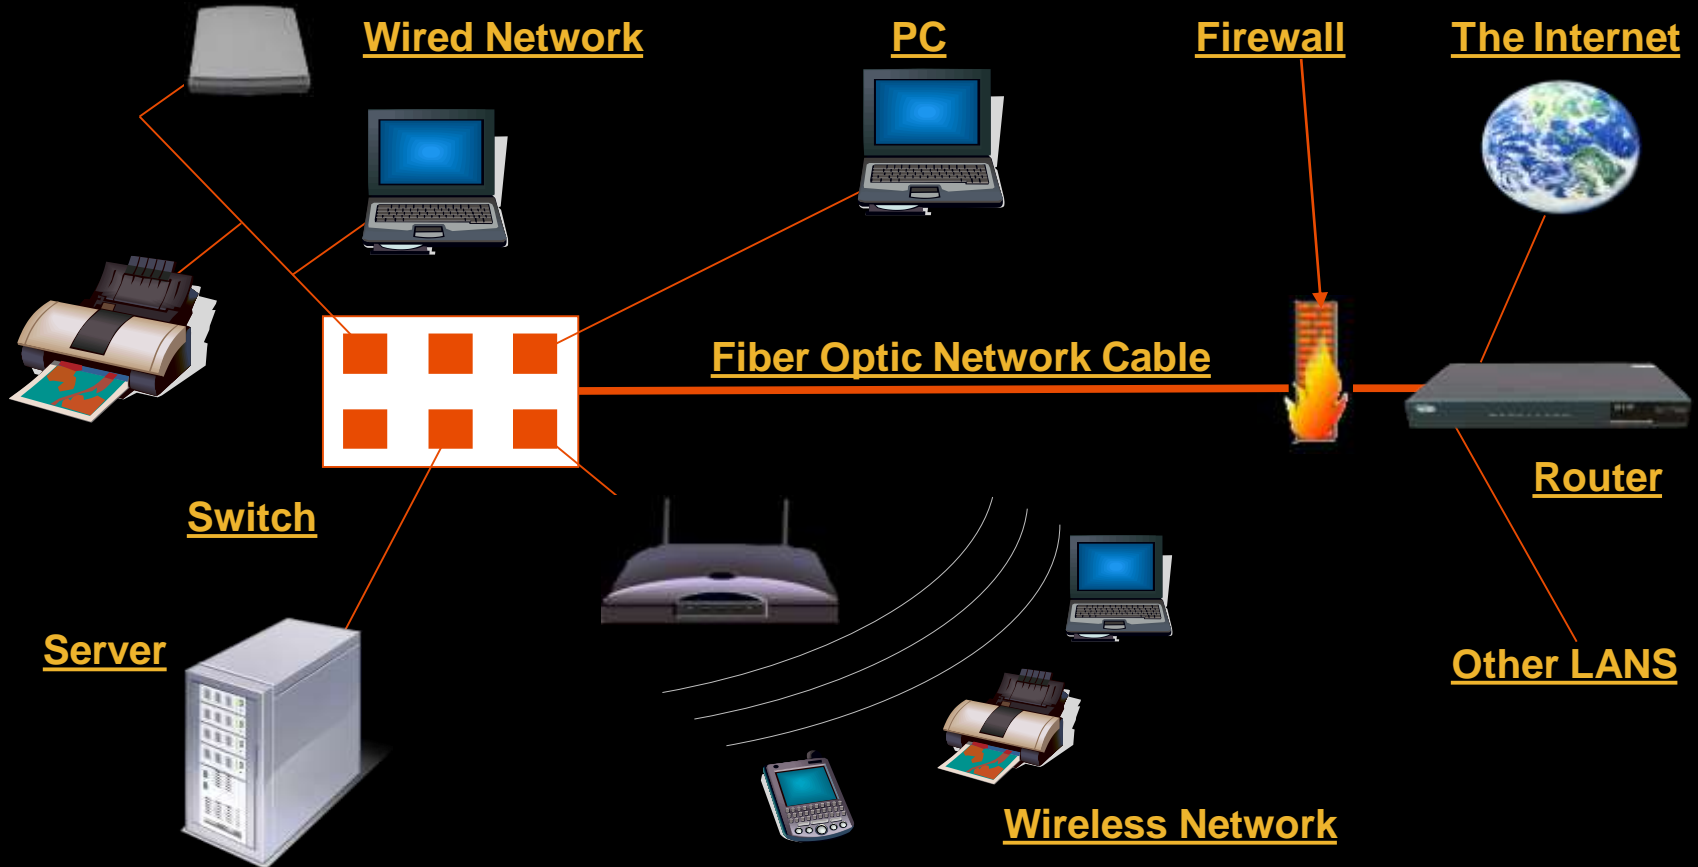 Wired Network
PC
Firewall
The Internet
Fiber Optic Network Cable
Router
Switch
Server
Other LANS
Wireless Network